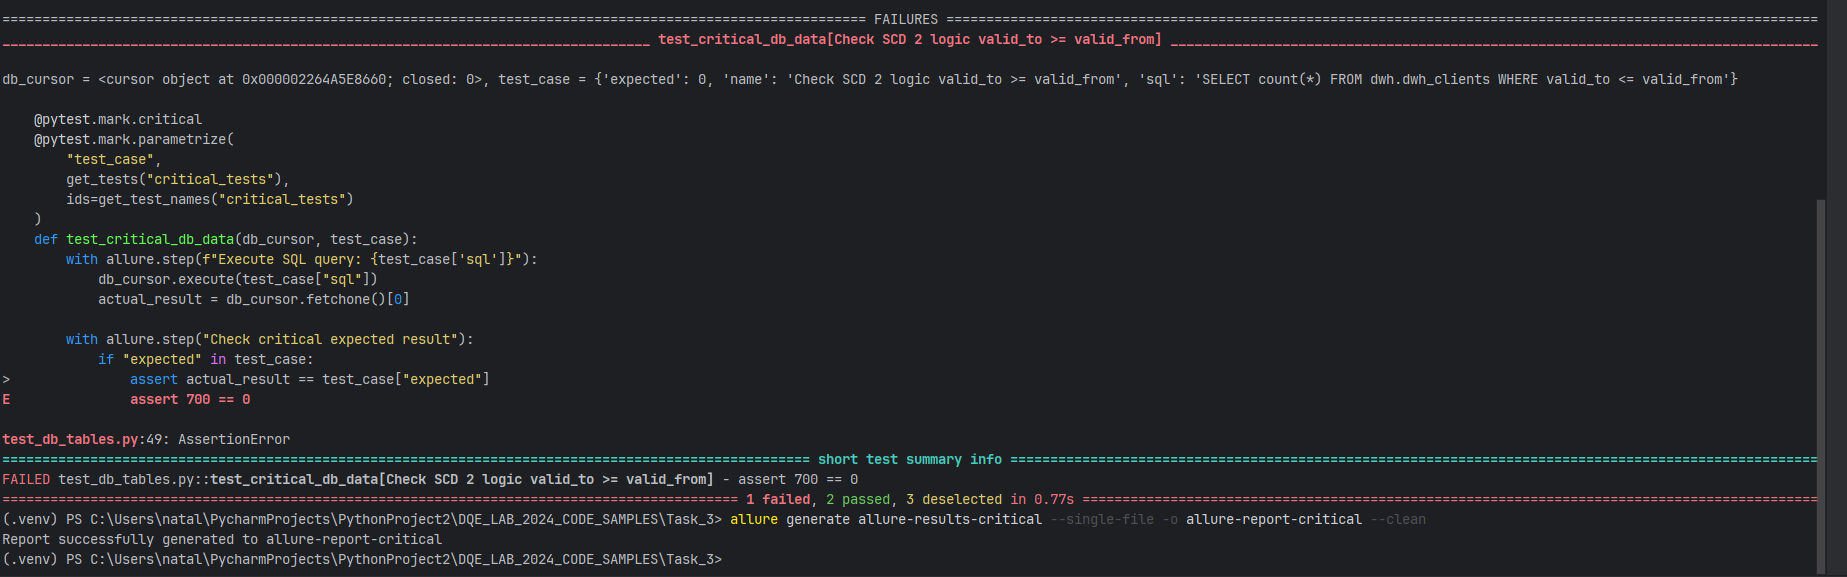 ============================================================================================================ FAILURES =============================================================================================================
_________________________________________________________________________________ test_critical_db_data[Check SCD 2 logic valid_to >= valid_from] _________________________________________________________________________________
db_cursor = <cursor object at 0x000002264A5E8660; closed: 0>, test_case = {'expected': 0, 'name': 'Check SCD 2 logic valid_to >= valid_from', 'sql': 'SELECT count(*) FROM dwh.dwh_clients WHERE valid_to <= valid_from'}
    @pytest.mark.critical
    @pytest.mark.parametrize(
        "test_case",
        get_tests("critical_tests"),
        ids=get_test_names("critical_tests")
    )
    def test_critical_db_data(db_cursor, test_case):
        with allure.step(f"Execute SQL query: {test_case['sql']}"):
            db_cursor.execute(test_case["sql"])
            actual_result = db_cursor.fetchone()[0]
        with allure.step("Check critical expected result"):
            if "expected" in test_case:
>               assert actual_result == test_case["expected"]
E               assert 700 == 0
test_db_tables.py:49: AssertionError
===================================================================================================== short test summary info =====================================================================================================
FAILED test_db_tables.py::test_critical_db_data[Check SCD 2 logic valid_to >= valid_from] - assert 700 == 0
============================================================================================ 1 failed, 2 passed, 3 deselected in 0.77s ============================================================================================
(.venv) PS C:\Users\natal\PycharmProjects\PythonProject2\DQE_LAB_2024_CODE_SAMPLES\Task_3> allure generate allure-results-critical --single-file -o allure-report-critical --clean
Report successfully generated to allure-report-critical
(.venv) PS C:\Users\natal\PycharmProjects\PythonProject2\DQE_LAB_2024_CODE_SAMPLES\Task_3>